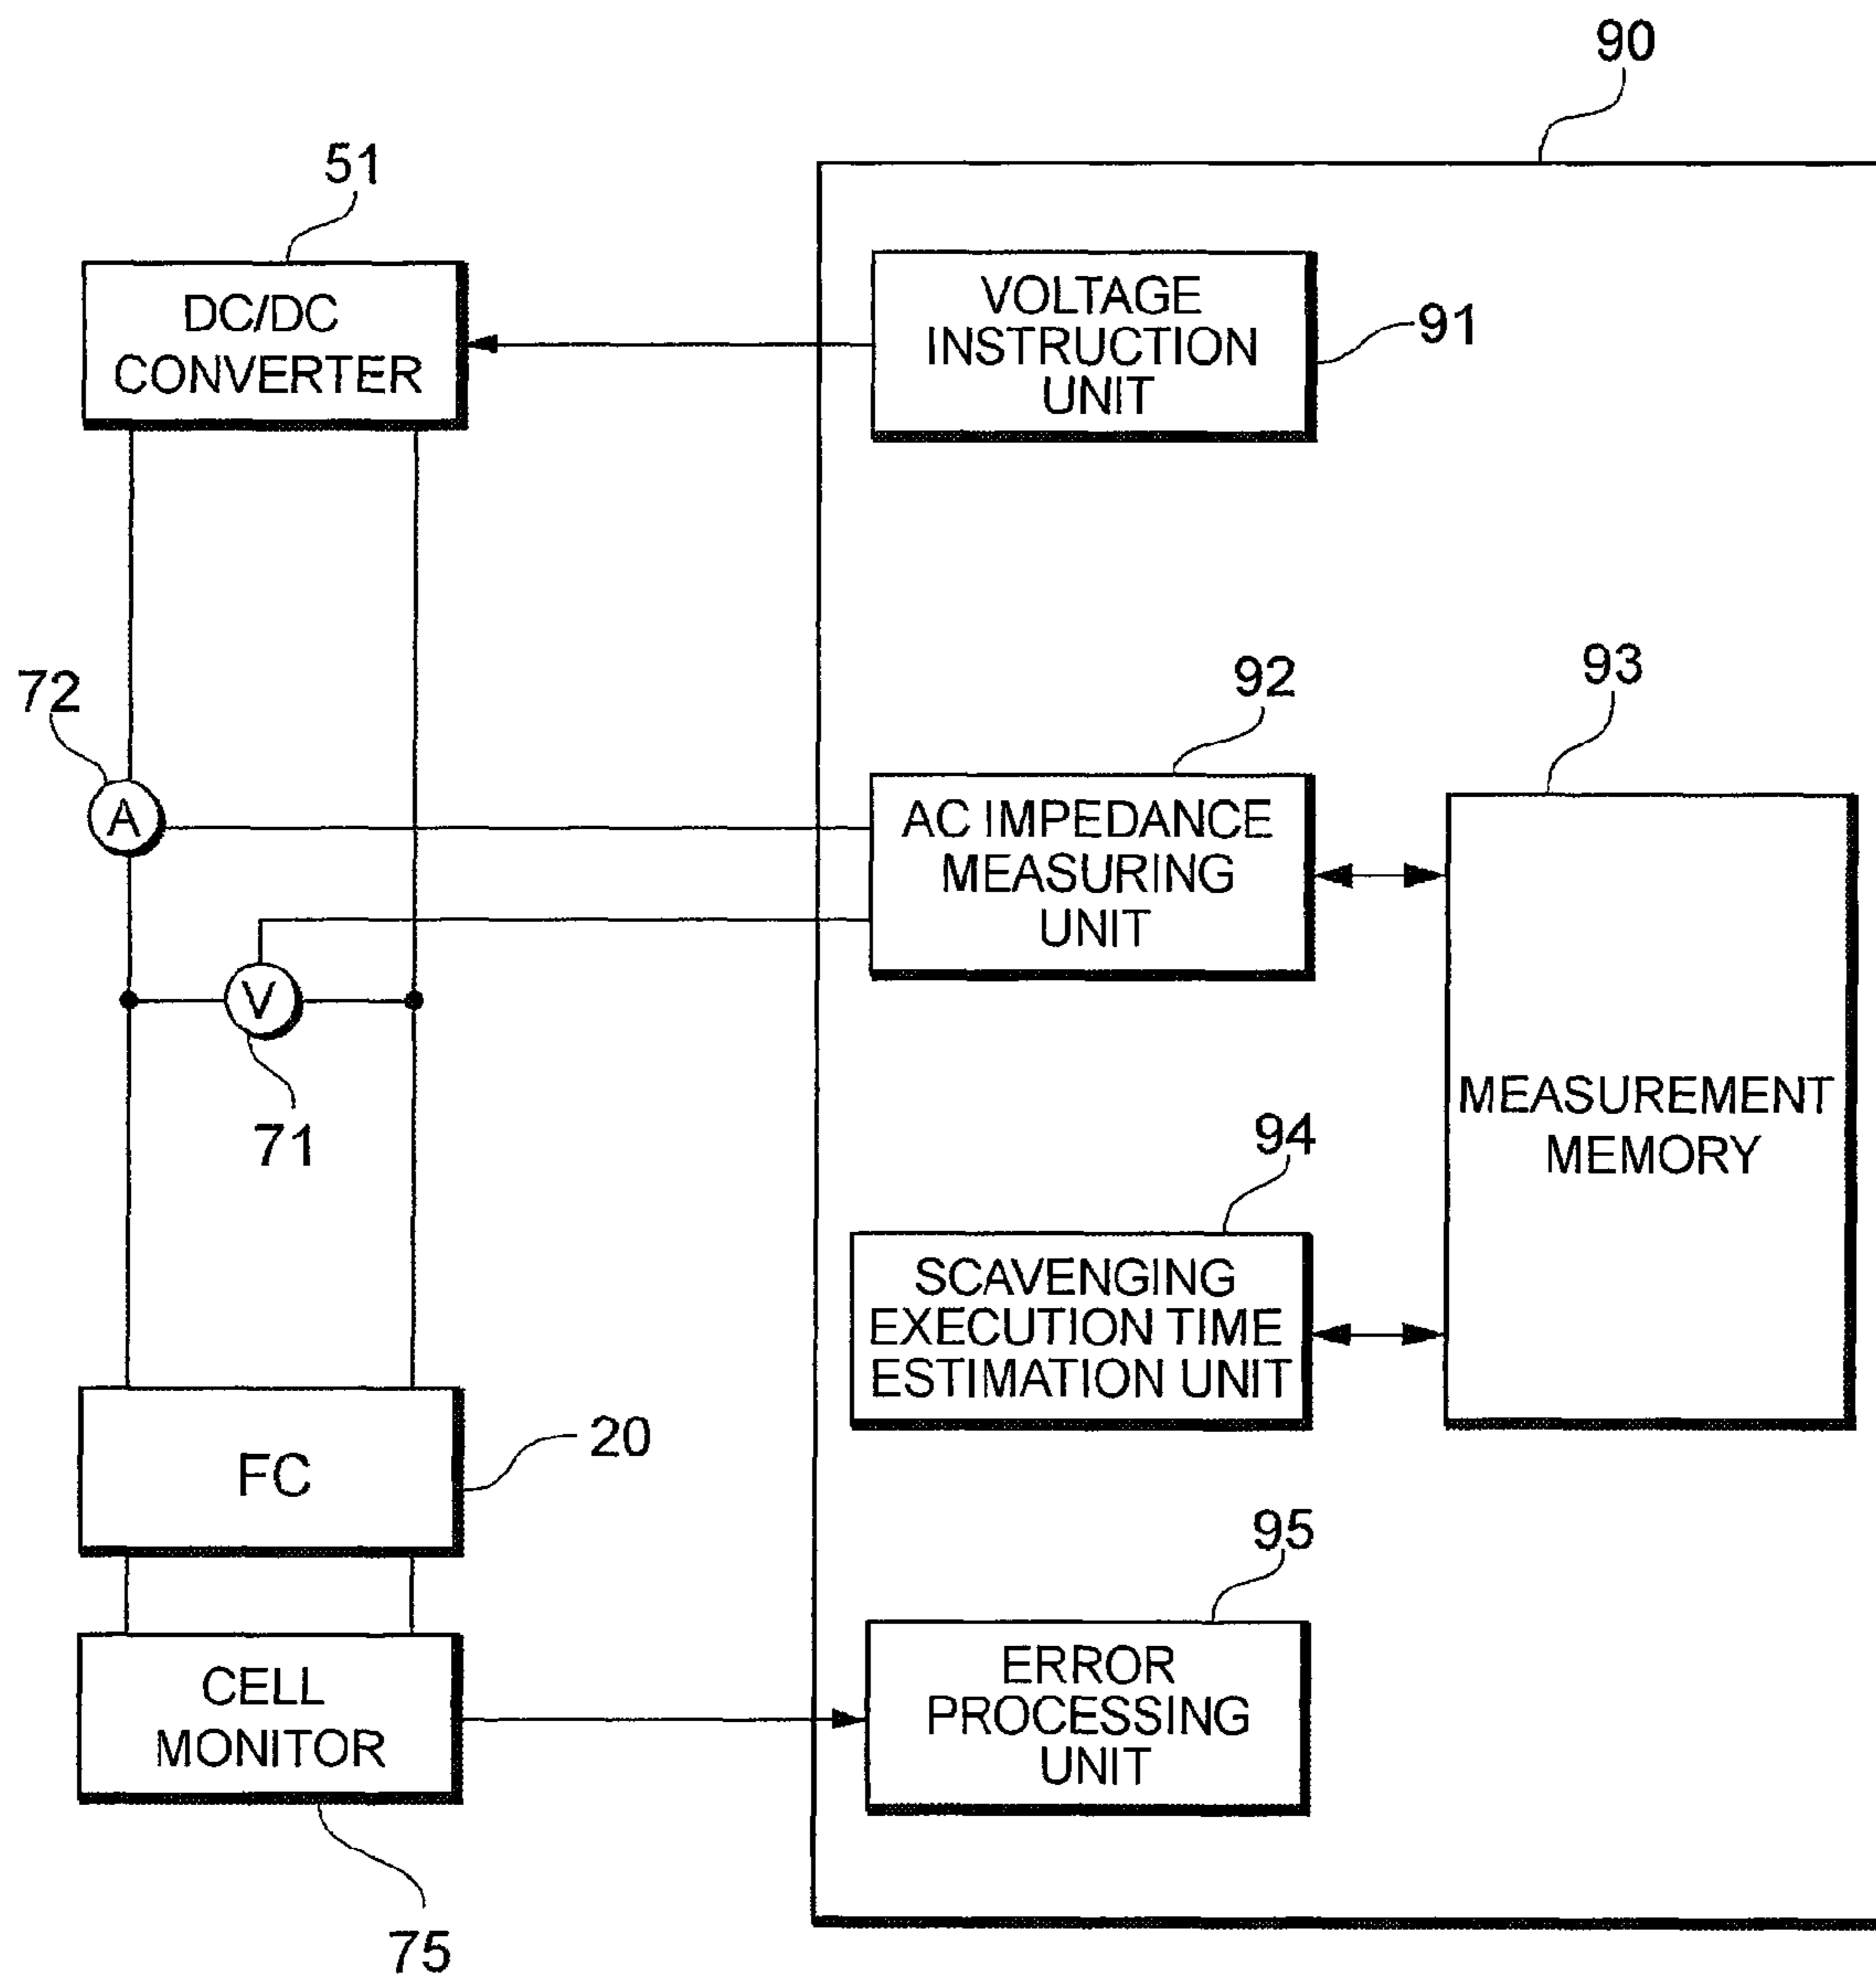 90
51
DC/DC
CONVERTER
VOLTAGE
INSTRUCTION
UNIT
91
72
A
92
AC IMPEDANCE
MEASURING
UNIT
93
MEASUREMENT
MEMORY
V
71
94
SCAVENGING
EXECUTION TIME
ESTIMATION UNIT
FC
20
95
ERROR
PROCESSING
UNIT
CELL
MONITOR
75